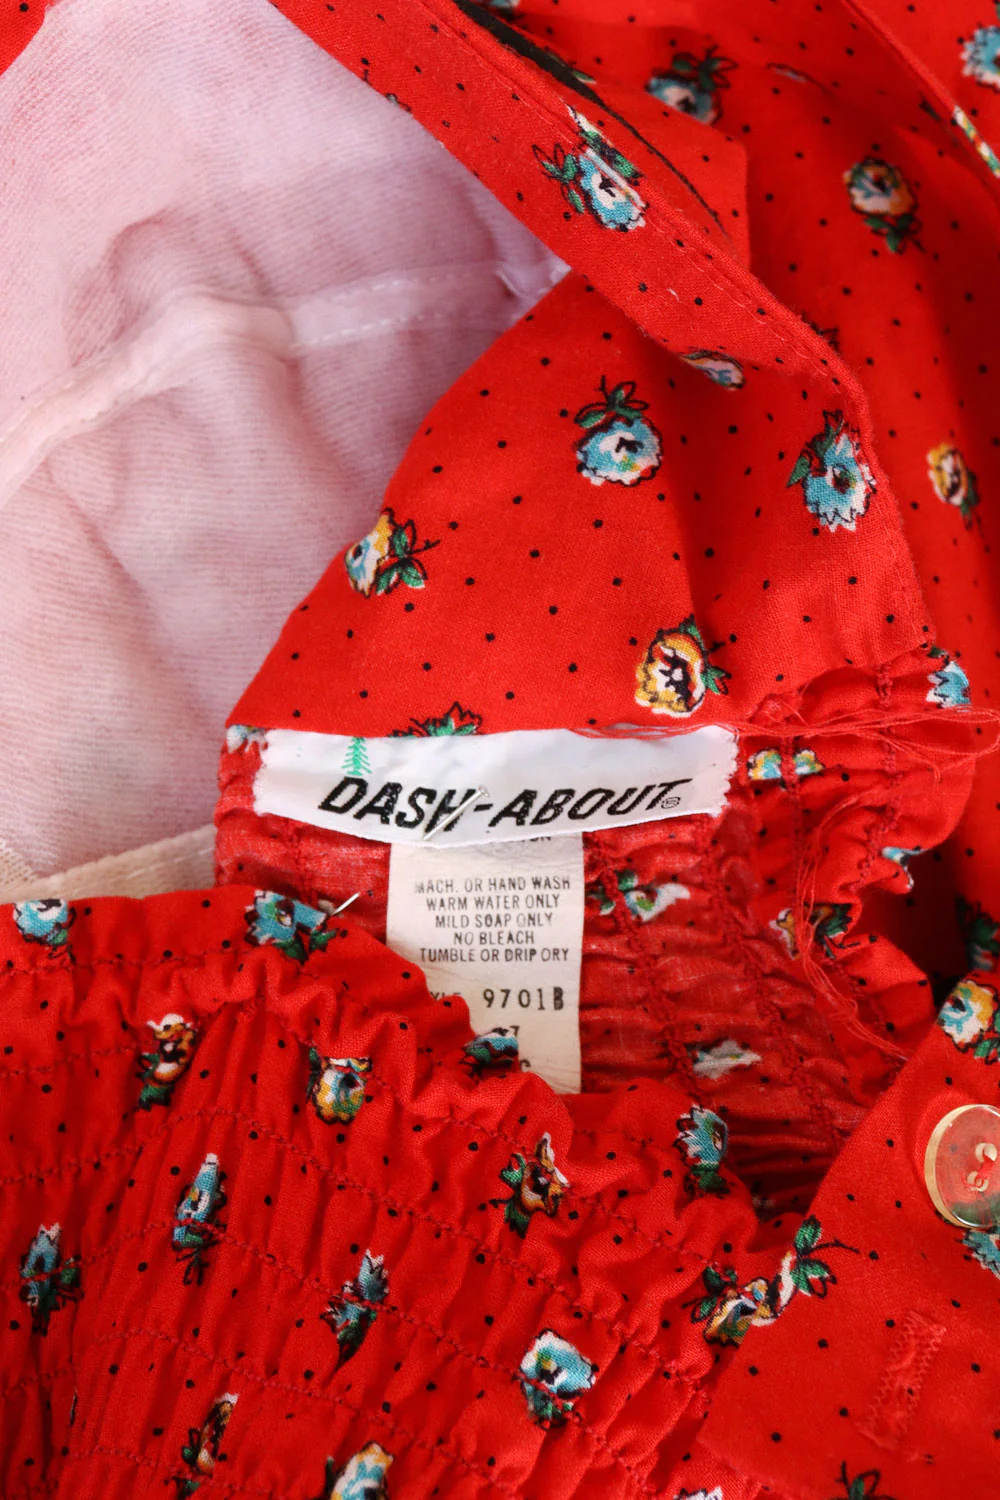 DASH-ABOUT®
MACH. OR HAND WASH
WARM WATER ONLY
MILD SOAP ONLY
NO BLEACH
TUMBLE OR DRIP DRY
9701B